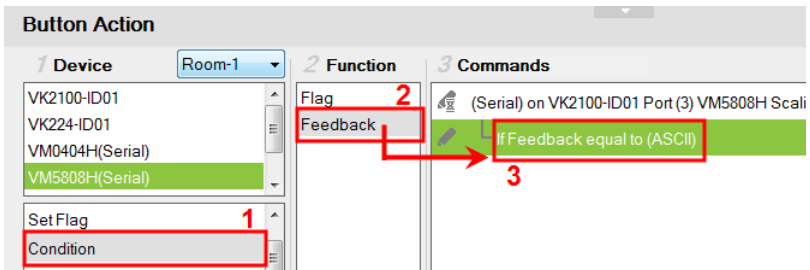 Button Action
1 Device
Room-1
2 Function
3 Commands
VK2100-ID01
VK224-ID01
VM0404H(Serial)
VM5808H(Serial)
Set Flag
1
Condition
Flag
2
Feedback
(Serial) on VK2100-ID01 Port (3) VM5808H Scali
If Feedback equal to (ASCII)
3